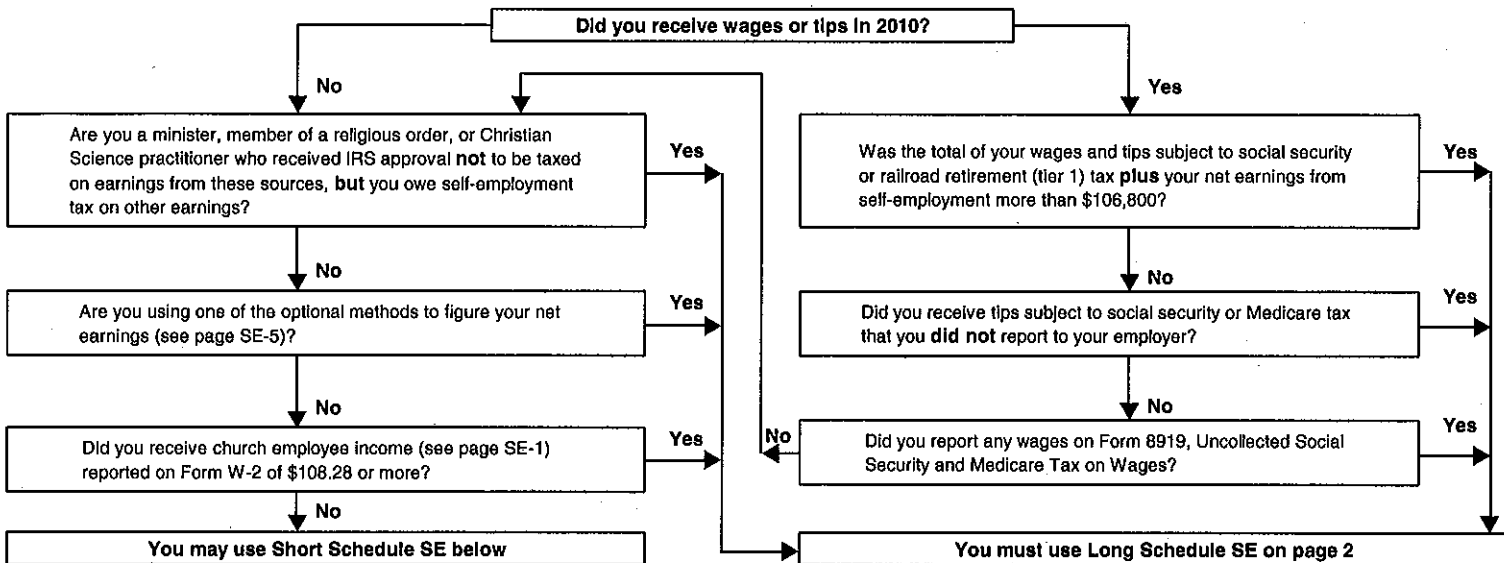 Did you receive wages or tips in 2010?
No
Yes
Are you a minister, member of a religious order, or Christian
Science practitioner who received IRS approval not to be taxed
on earnings from these sources, but you owe self-employment
tax on other earnings?
Yes
Was the total of your wages and tips subject to social security
or railroad retirement (tier 1) tax plus your net earnings from
self-employment more than $106,800?
Yes
No
No
Are you using one of the optional methods to figure your net
earnings (see page SE-5)?
Yes
Did you receive tips subject to social security or Medicare tax
that you did not report to your employer?
Yes
No
No
Did you receive church employee income (see page SE-1)
reported on Form W-2 of $108.28 or more?
Yes
No
Did you report any wages on Form 8919, Uncollected Social
Security and Medicare Tax on Wages?
Yes
No
You may use Short Schedule SE below
You must use Long Schedule SE on page 2